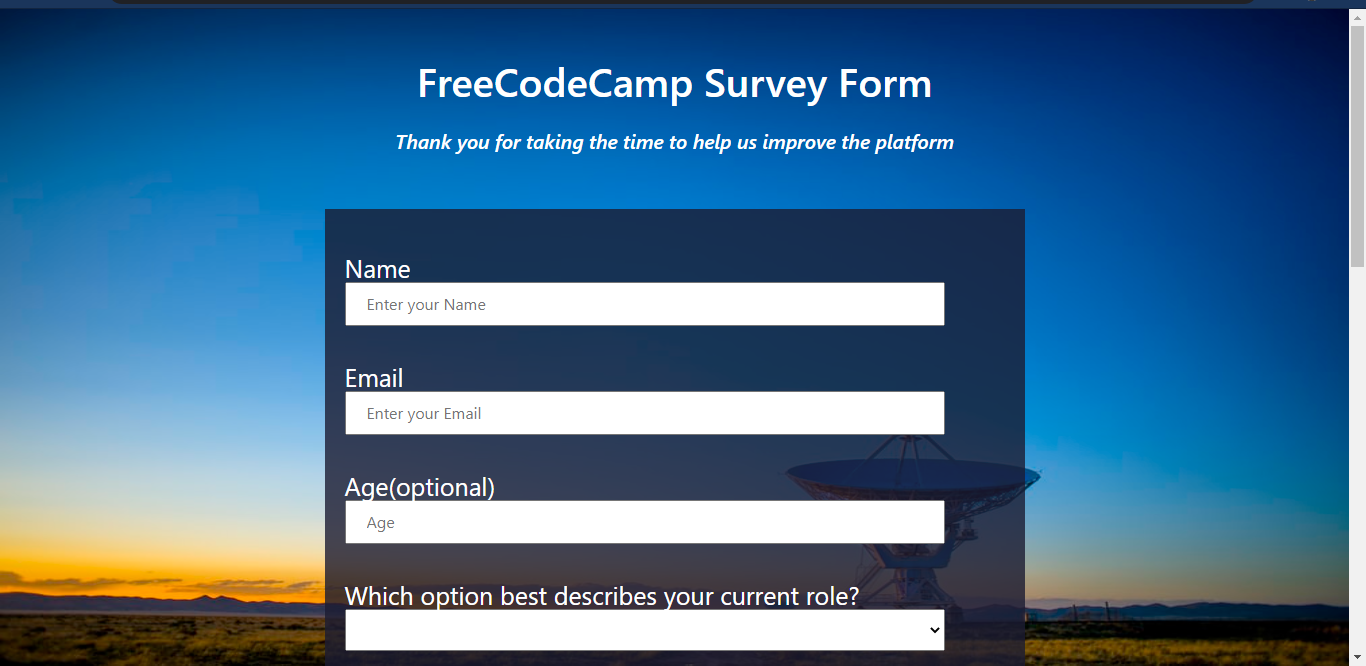 FreeCodeCamp Survey Form
Thank you for taking the time to help us improve the platform
Name
Enter your Name
Email
Enter your Email
Age(optional)
Age
Which option best describes your current role?